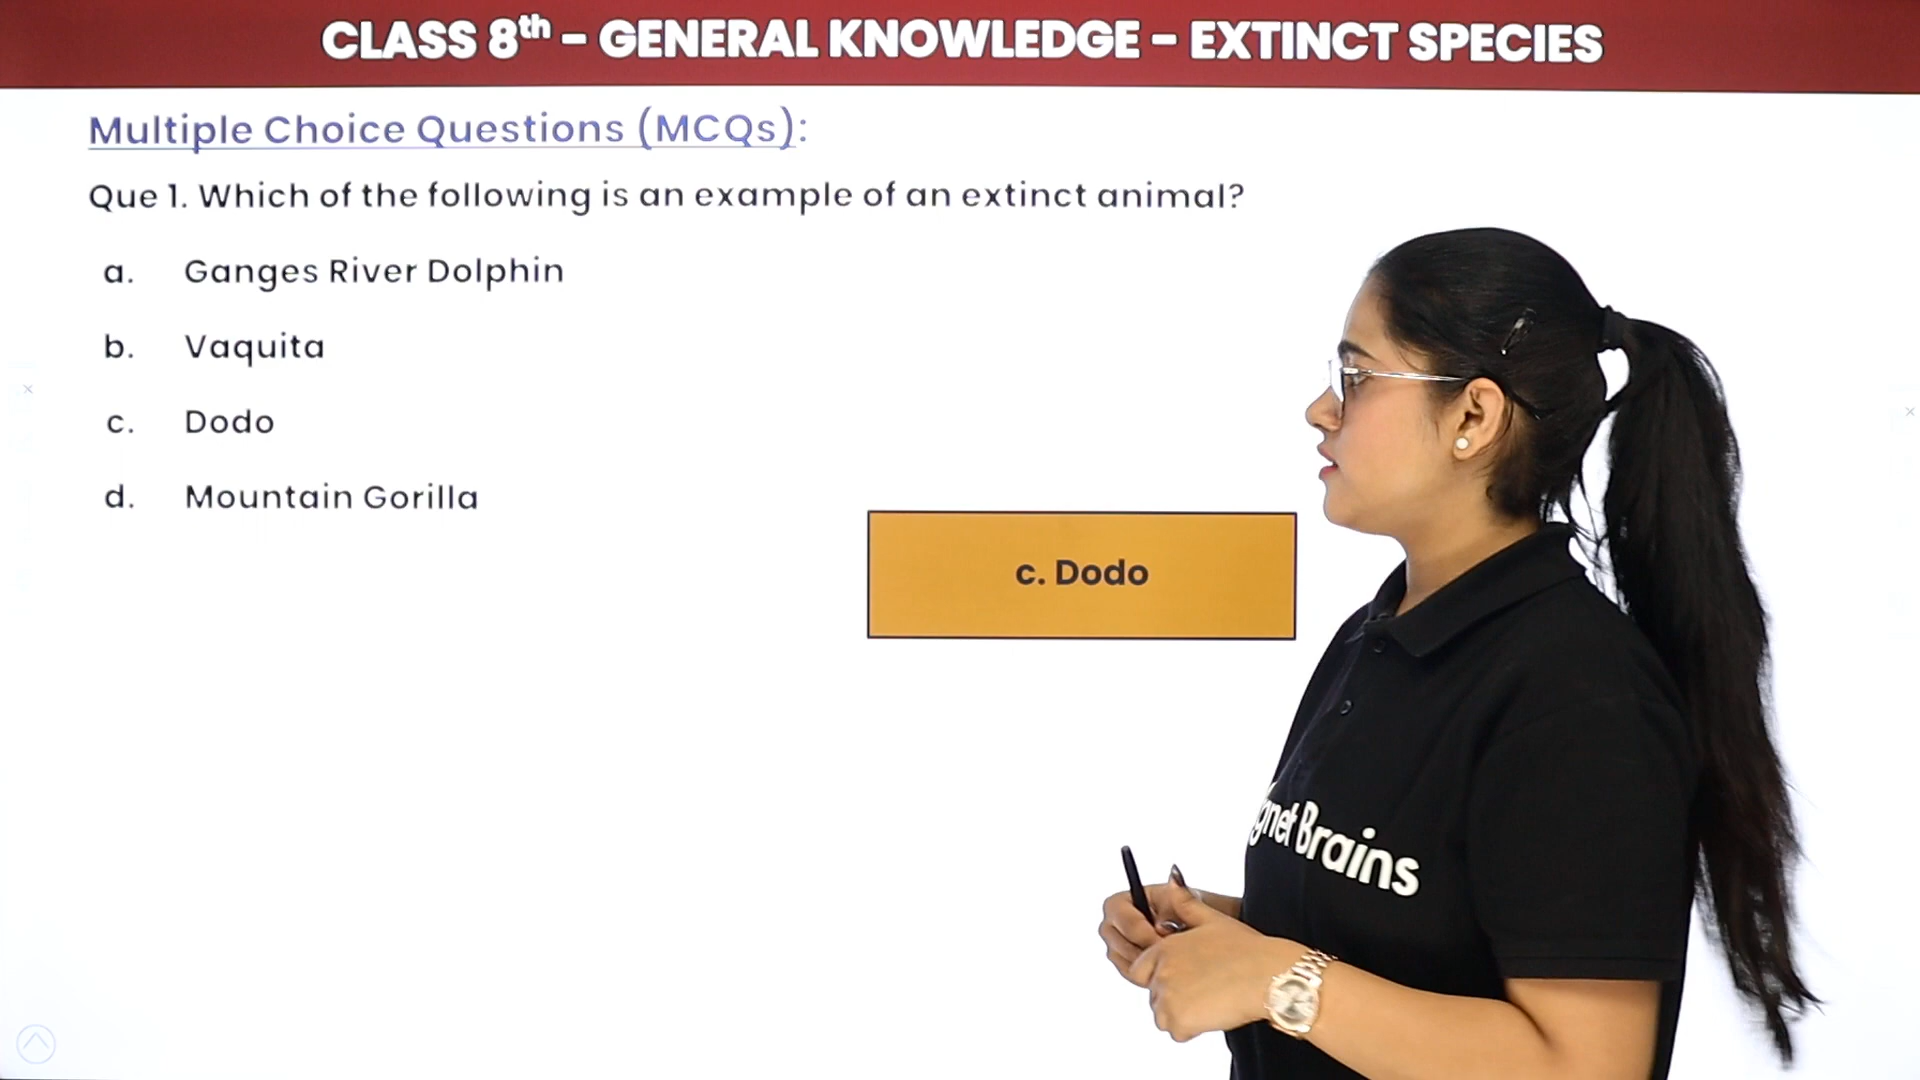 CLASS 8th - GENERAL KNOWLEDGE - EXTINCT SPECIES
Multiple Choice Questions (MCQs):
Que 1. Which of the following is an example of an extinct animal?
a. Ganges River Dolphin
b. Vaquita
c. Dodo
d. Mountain Gorilla
c. Dodo
gnet Brains